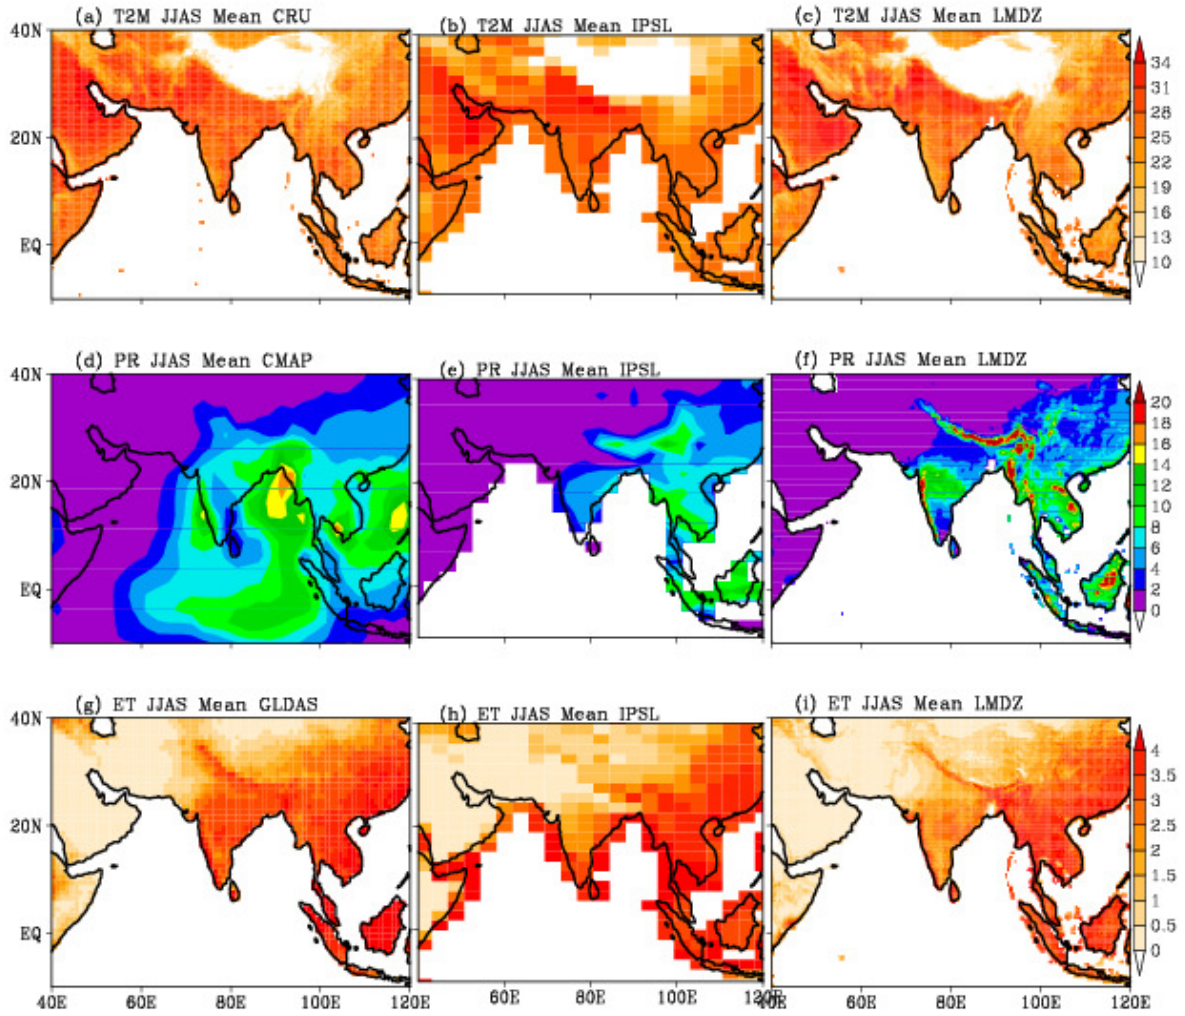 (a) T2M JJAS Mean CRU
(b) T2M JJAS Mean IPSL
(c) T2M JJAS Mean LMDZ
40N
20N
EQ
34
31
28
25
22
19
16
13
10
(d) PR JJAS Mean CMAP
(e) PR JJAS Mean IPSL
(f) PR JJAS Mean LMDZ
40N
20N
EQ
20
18
16
14
12
10
8
6
4
2
0
(g) ET JJAS Mean GLDAS
(h) ET JJAS Mean IPSL
(i) ET JJAS Mean LMDZ
40N
20N
EQ
4
3.5
3
2.5
2
1.5
1
0.5
0
40E 60E 80E 100E 120E 60E 80E 100E 60E 80E 100E 120E